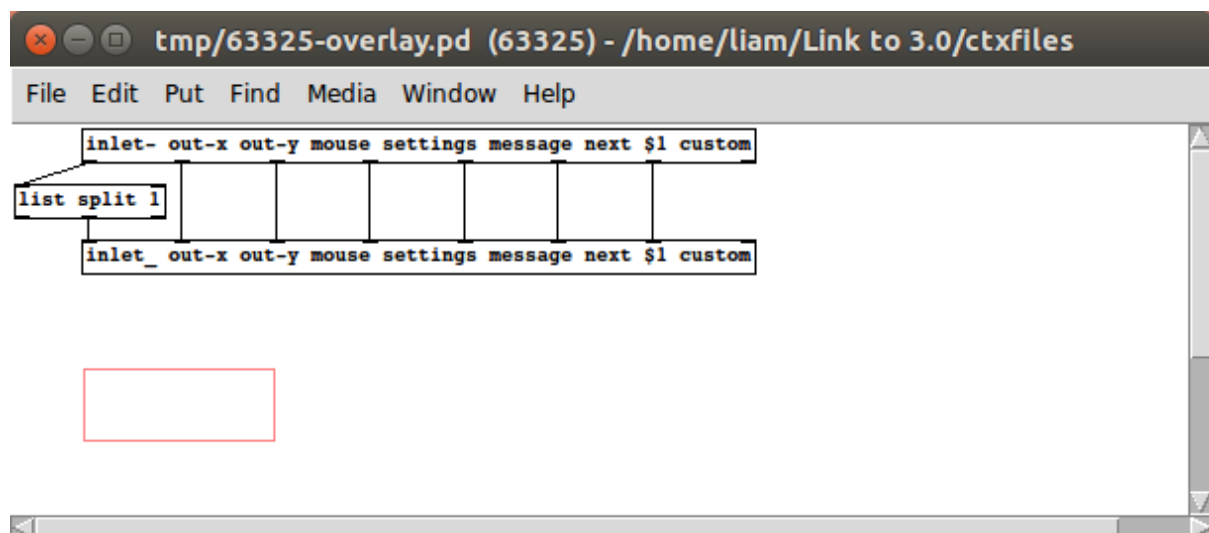 tmp/63325-overlay.pd (63325) - /home/liam/Link to 3.0/ctxfiles
File Edit Put Find Media Window Help
inlet- out-x out-y mouse settings message next $1 custom
list split 1
inlet_ out-x out-y mouse settings message next $1 custom